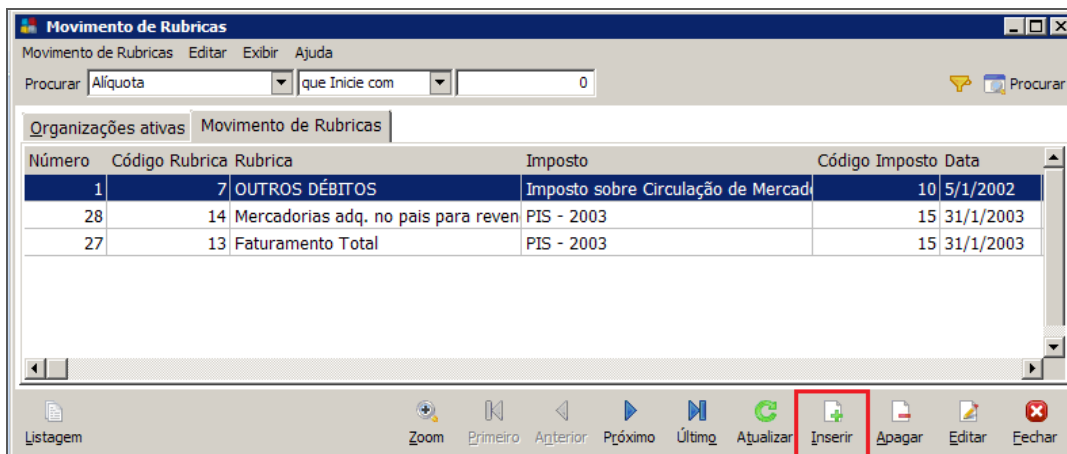 Movimento de Rubricas
Movimento de Rubricas Editar Exibir Ajuda
Procurar Alíquota que Inicie com 0 Procurar
Organizações ativas Movimento de Rubricas
Número Código Rubrica Rubrica Imposto Código Imposto Data
1 7 OUTROS DÉBITOS Imposto sobre Circulação de Mercad 10 5/1/2002
28 14 Mercadorias adq. no pais para reven PIS - 2003 15 31/1/2003
27 13 Faturamento Total PIS - 2003 15 31/1/2003
Listagem Zoom Primeiro Anterior Próximo Último Atualizar Inserir Apagar Editar Fechar